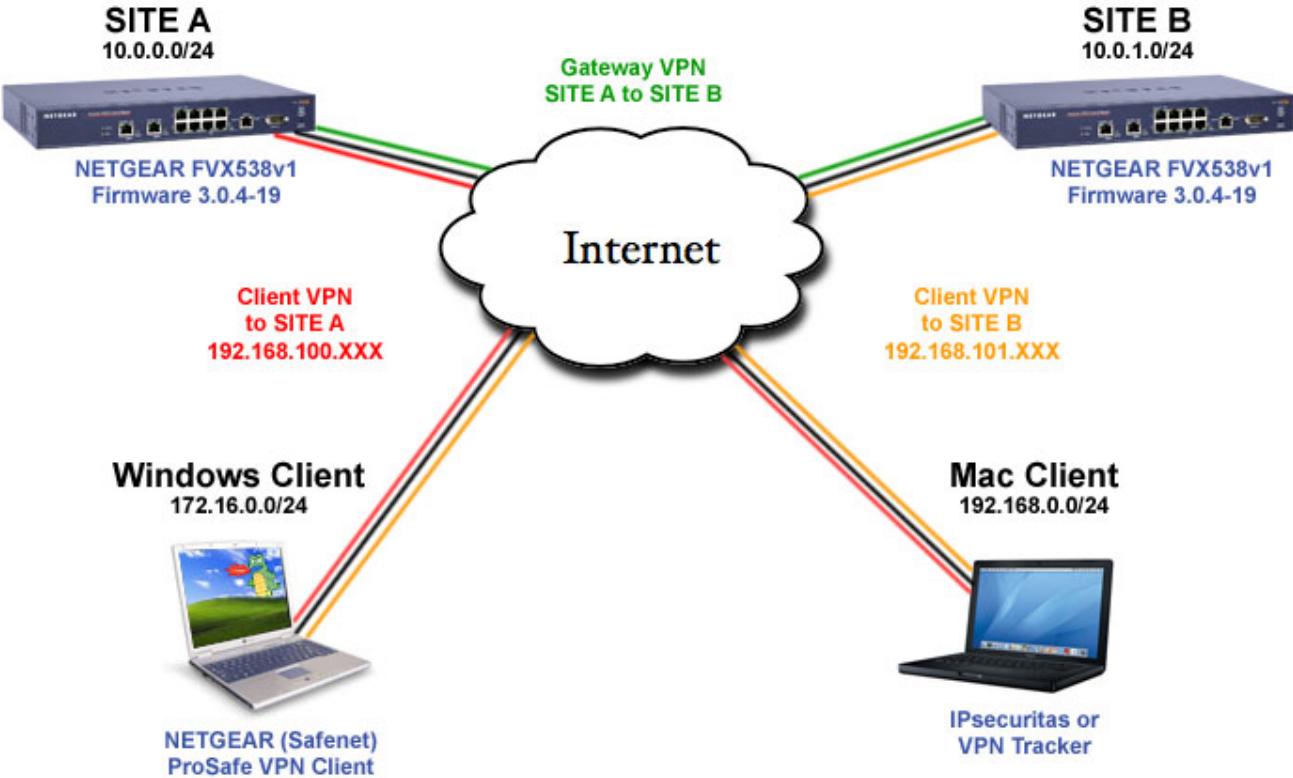 SITE A
10.0.0.0/24
SITE B
10.0.1.0/24
Gateway VPN
SITE A to SITE B
NETGEAR
NETGEAR
NETGEAR FVX538v1
Firmware 3.0.4-19
NETGEAR FVX538v1
Firmware 3.0.4-19
Internet
Client VPN
to SITE A
192.168.100.XXX
Client VPN
to SITE B
192.168.101.XXX
Windows Client
172.16.0.0/24
Mac Client
192.168.0.0/24
NETGEAR (Safenet)
ProSafe VPN Client
IPsecuritas or
VPN Tracker